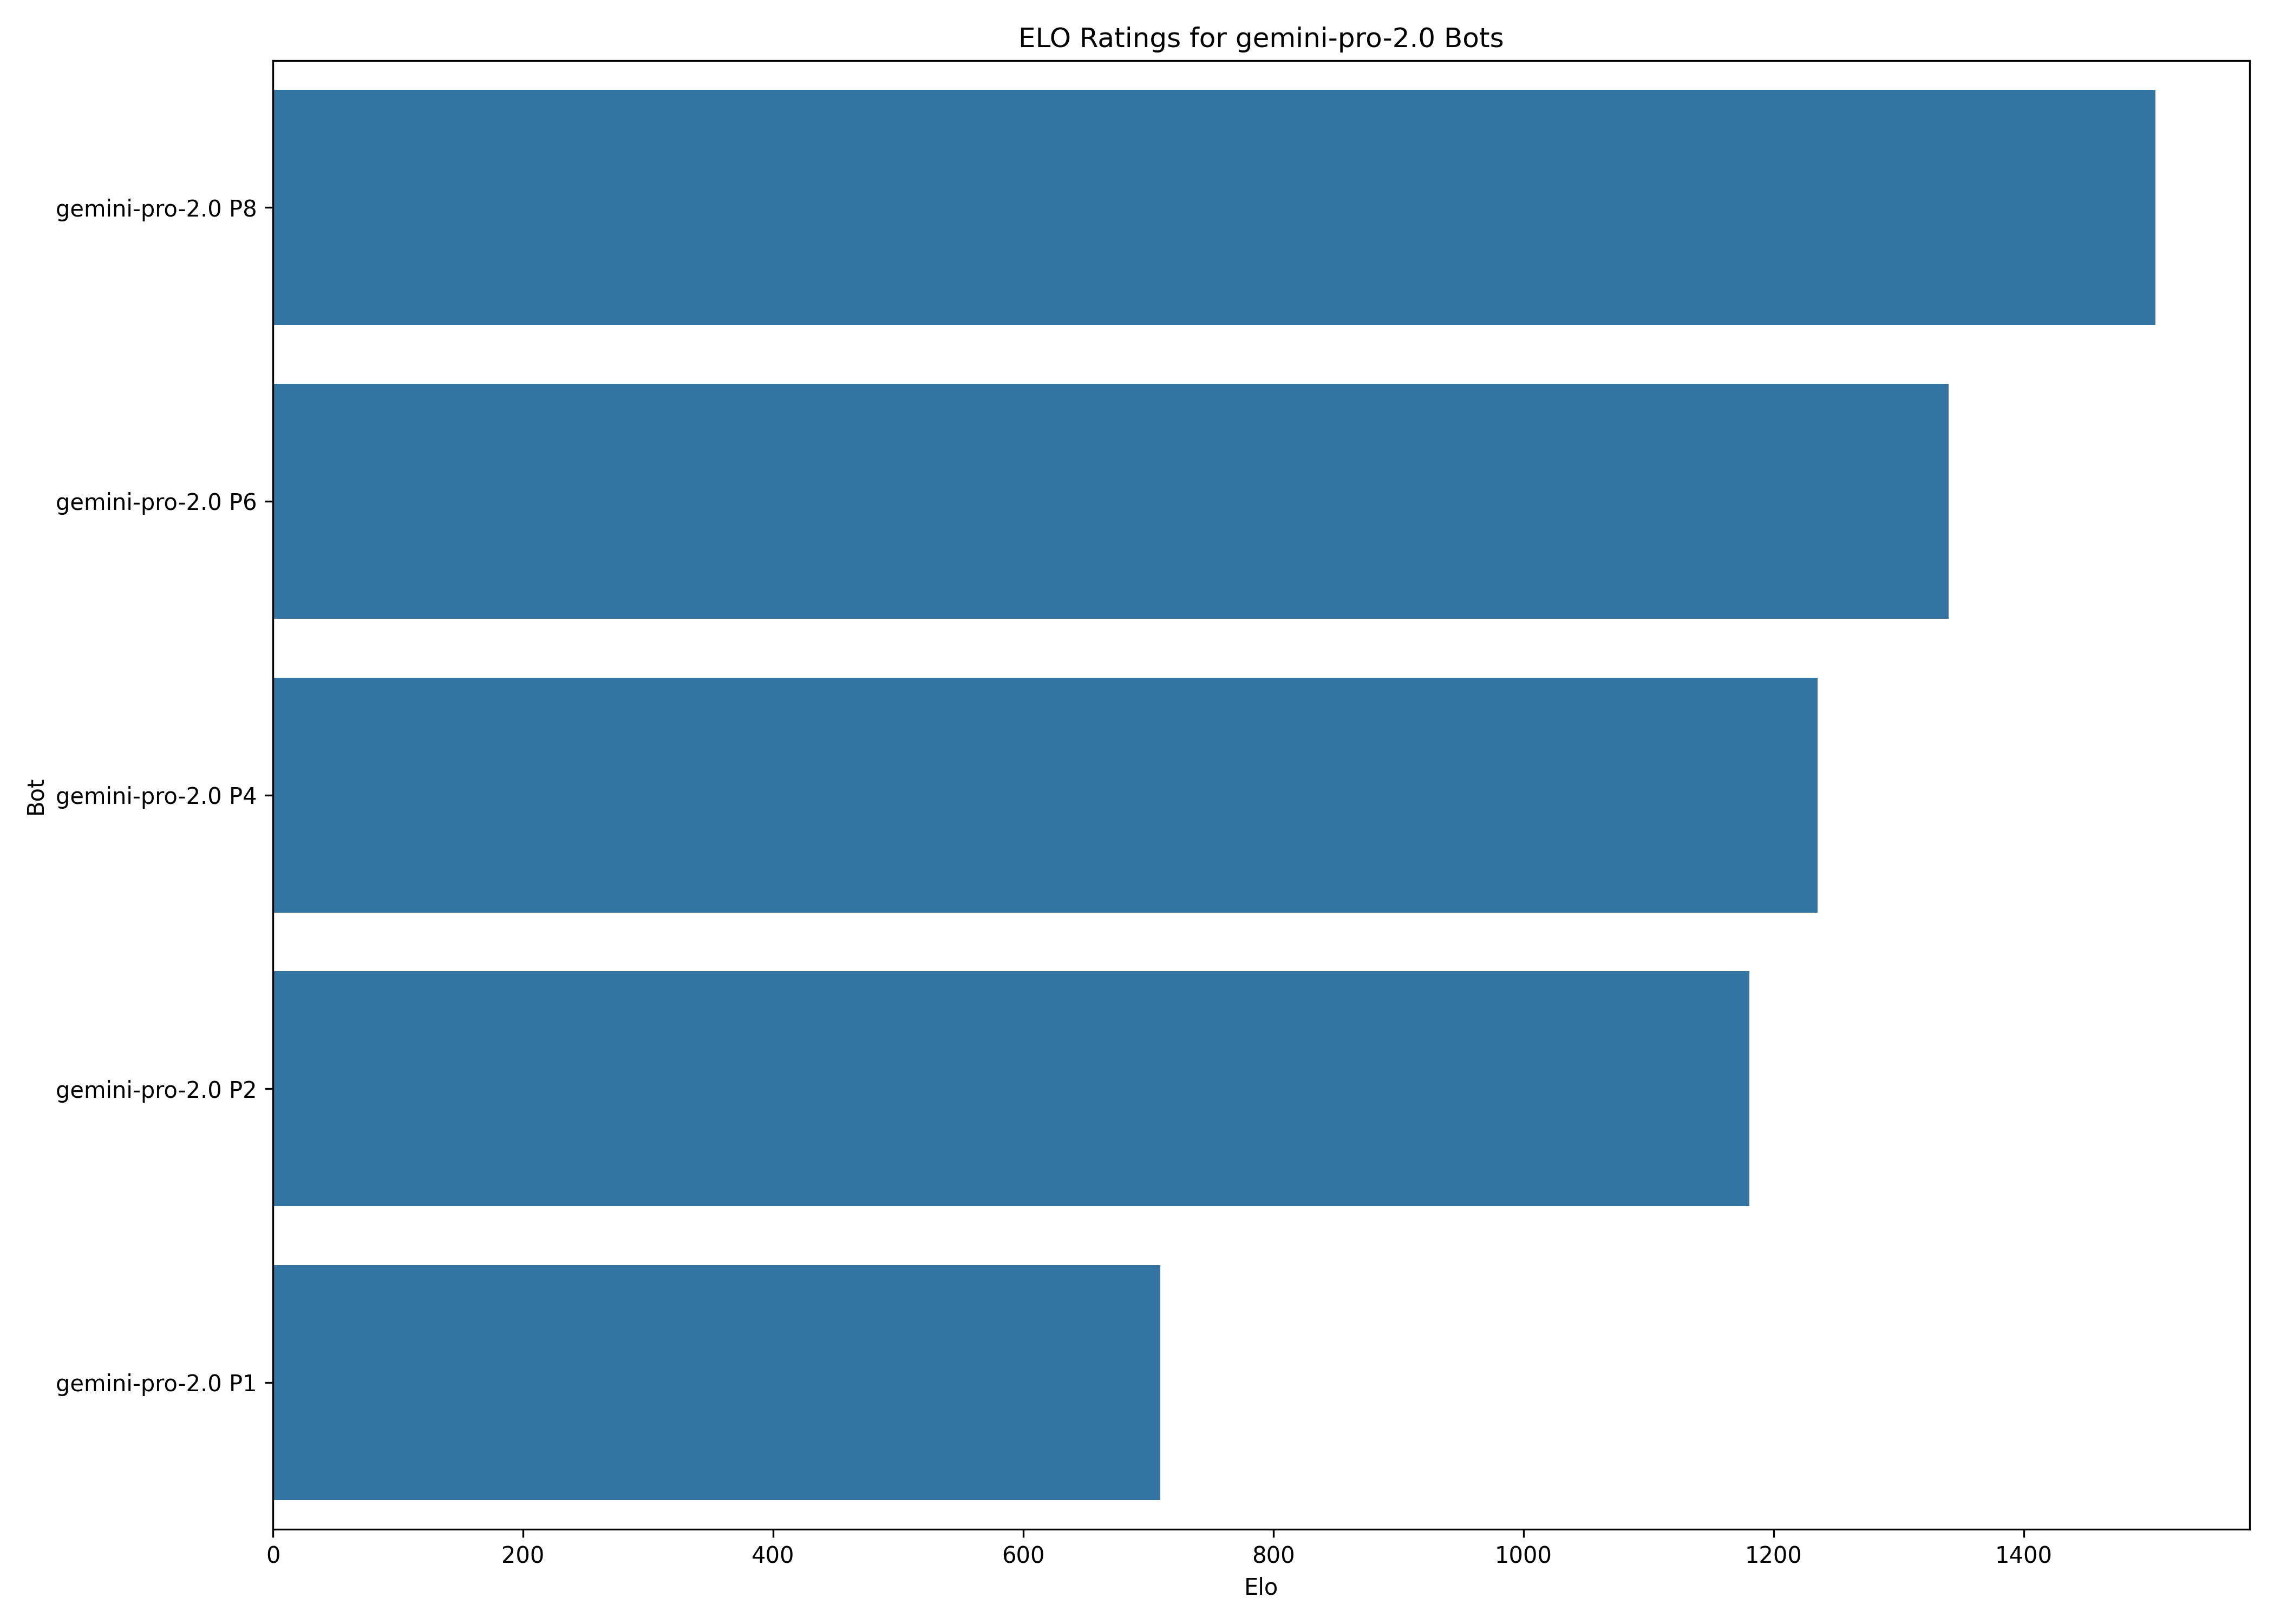 ELO Ratings for gemini-pro-2.0 Bots
gemini-pro-2.0 P8
gemini-pro-2.0 P6
gemini-pro-2.0 P4
gemini-pro-2.0 P2
gemini-pro-2.0 P1
Bot
0 200 400 600 800 1000 1200 1400
Elo